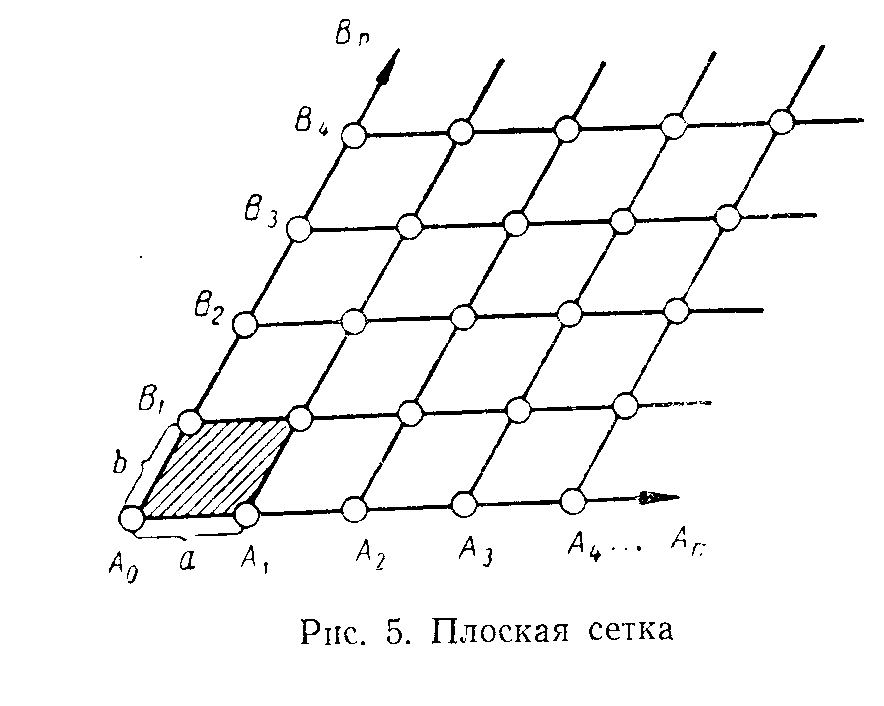 Bn
B4
B3
B2
B1
b
A0 a A1 A2 A3 A4 ... An
Рис. 5. Плоская сетка